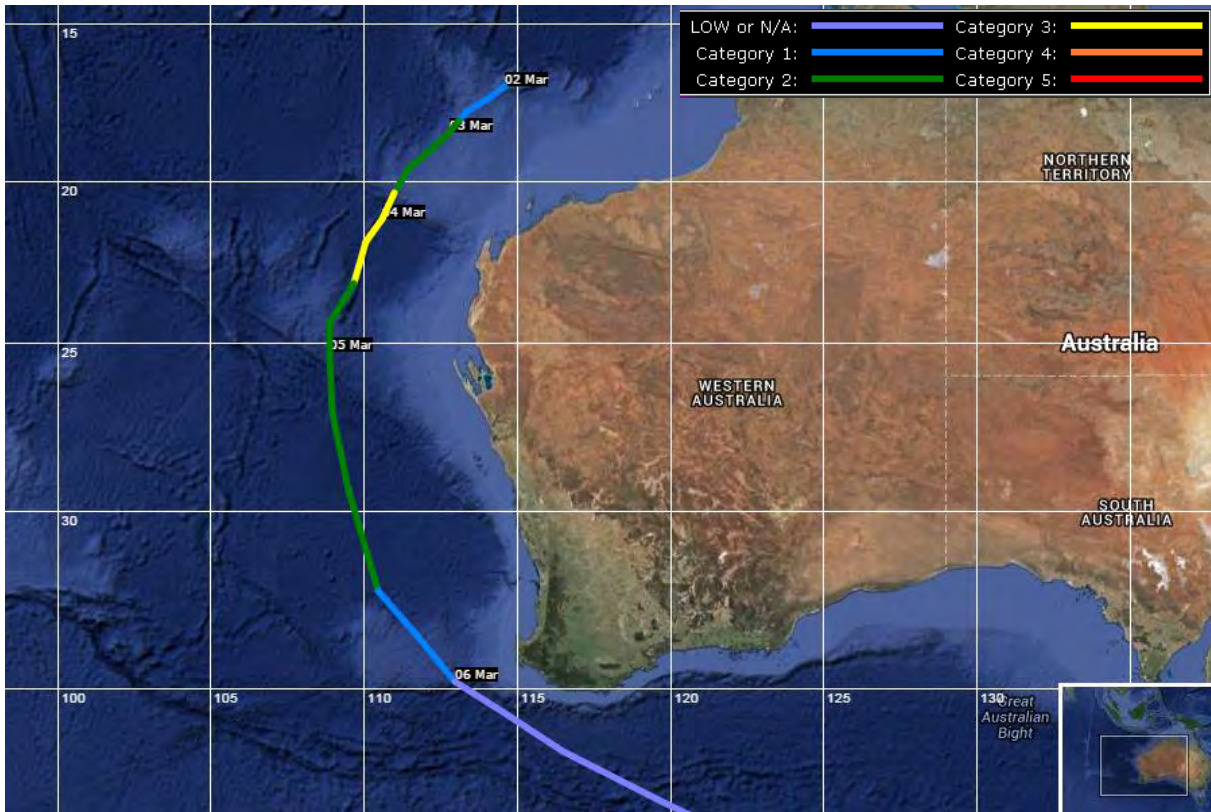 LOW or N/A:
Category 3:
Category 1:
Category 4:
Category 2:
Category 5:
15
02 Mar
03 Mar
NORTHERN
TERRITORY
20
04 Mar
25
05 Mar
Australia
WESTERN
AUSTRALIA
30
SOUTH
AUSTRALIA
06 Mar
100
105
110
115
120
125
130
Great
Australian
Bight